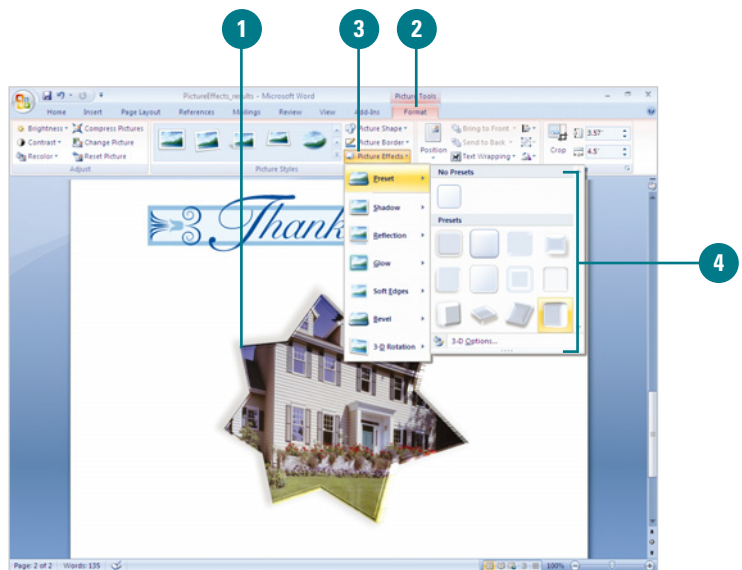 1
3
2
PictureEffects_results - Microsoft Word
Picture Tools
Home Insert Page Layout References Mailings Review View Add-Ins Format
Brightness Compress Pictures Picture Shape Bring to Front 3.57"
Contrast Change Picture Picture Border Position Send to Back Crop 4.5"
Recolor Reset Picture Picture Effects Text Wrapping
Adjust Picture Styles
Preset
Shadow
Reflection
Glow
Soft Edges
Bevel
3-D Rotation
No Presets
Presets
3-D Options...
4
Thank
Page: 2 of 2 Words: 135 100%